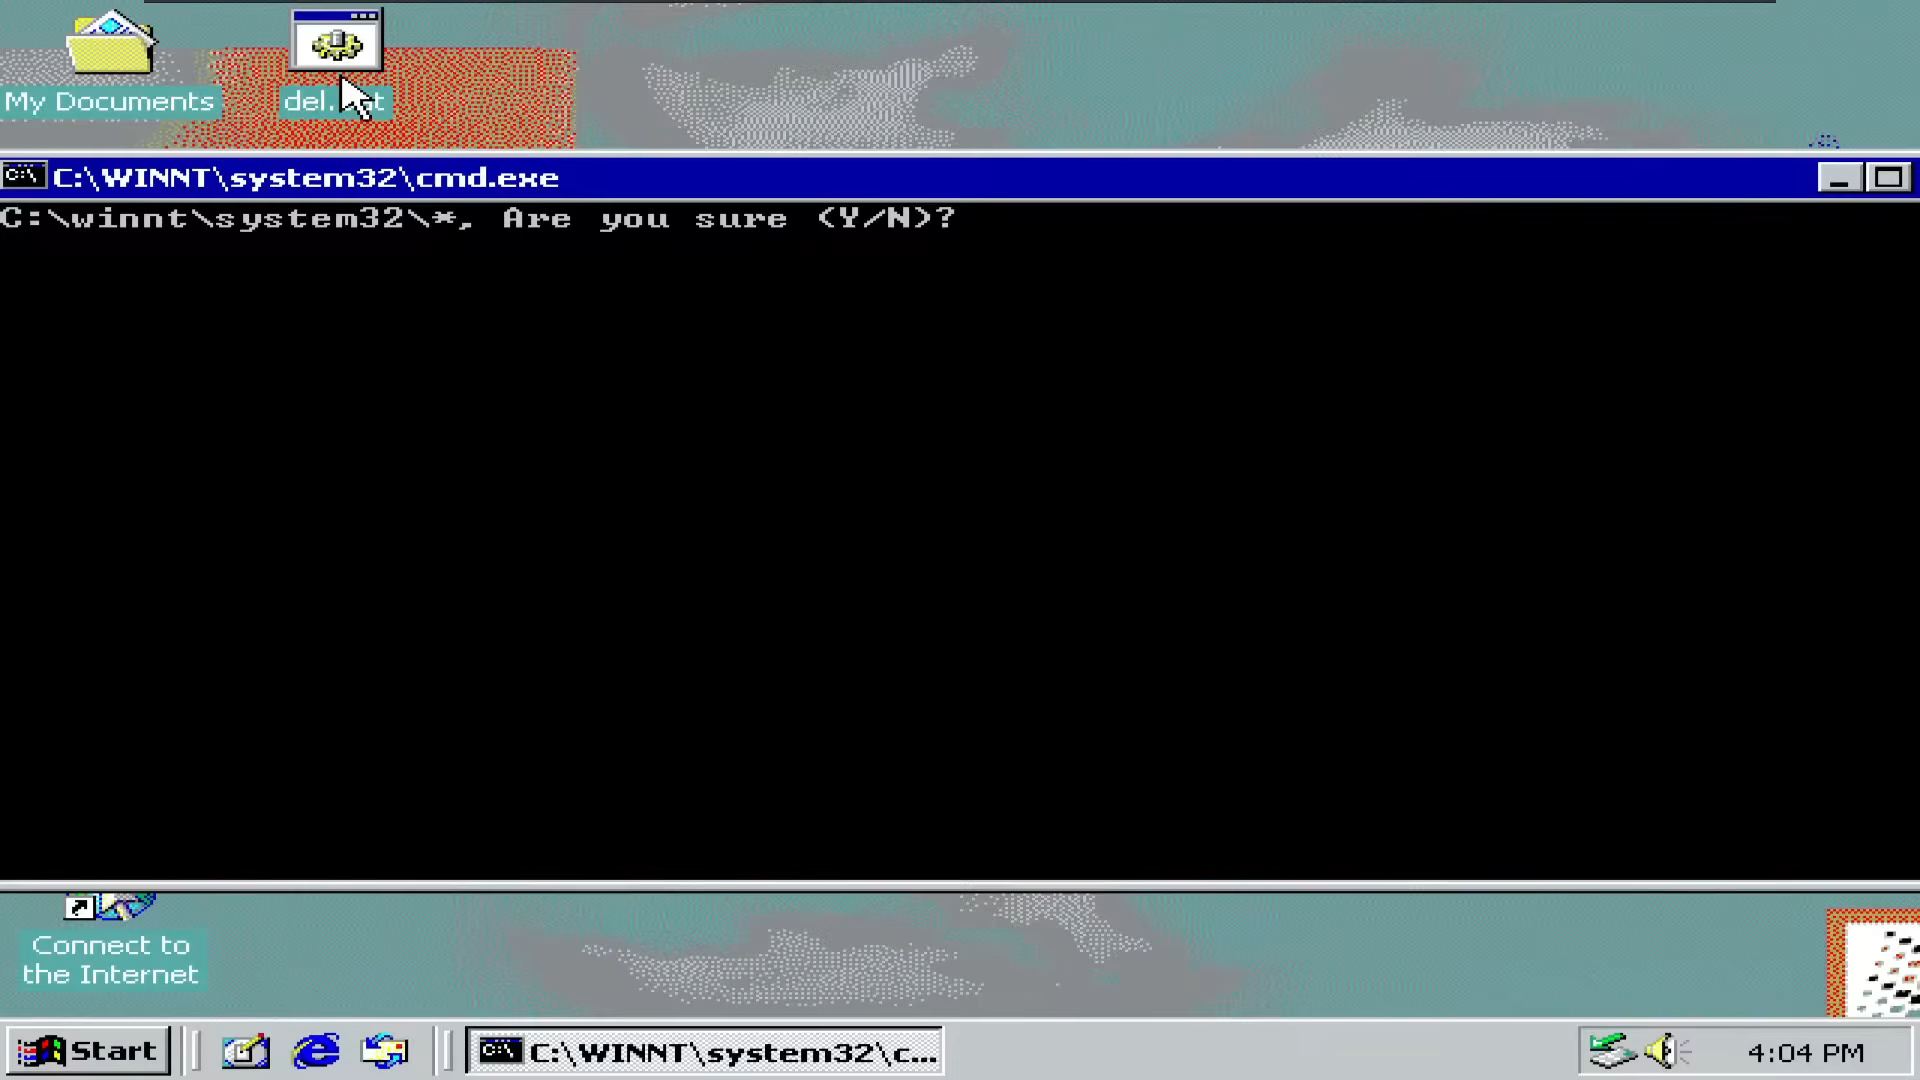 My Documents
del.
C:\WINNT\system32\cmd.exe
C:\winnt\system32\*, Are you sure (Y/N)?
Connect to
the Internet
Start
C:\WINNT\system32\c...
4:04 PM